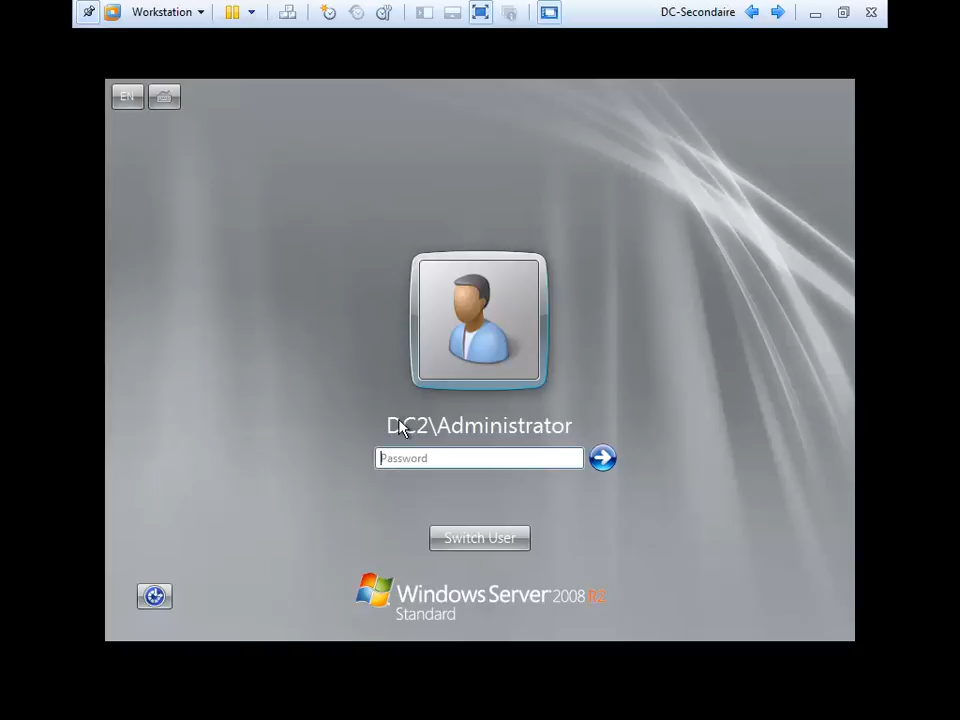 Workstation
DC-Secondaire
EN
DC2\Administrator
Password
Switch User
Windows Server 2008 R2
Standard